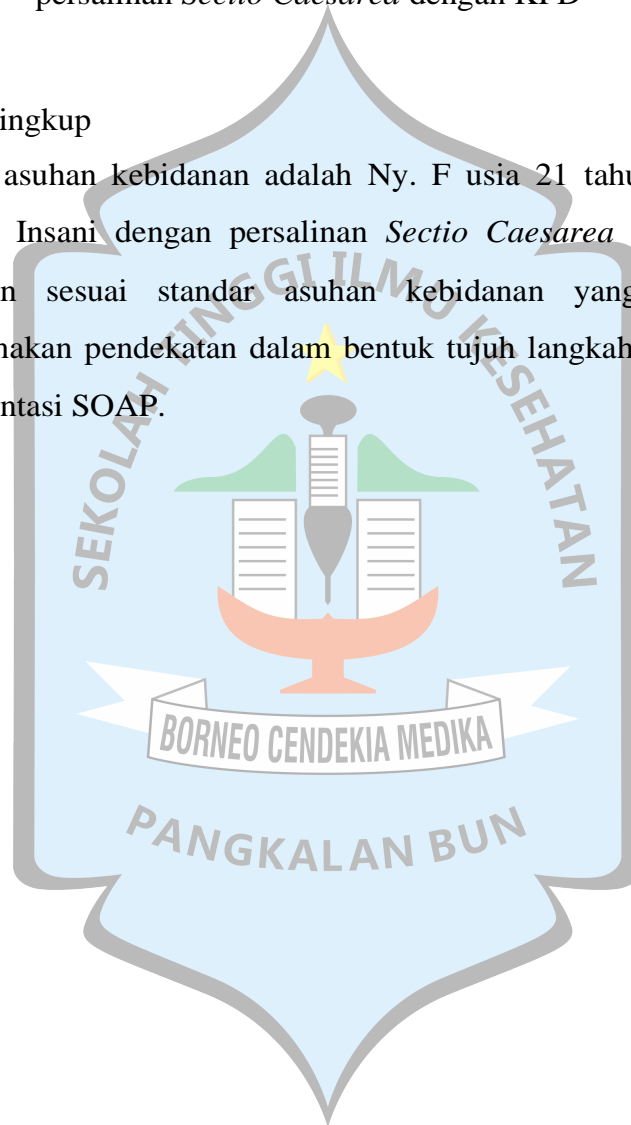 persalinan Sectio Caesarea dengan KPD
ingkup
asuhan kebidanan adalah Ny. F usia 21 tahu
Insani dengan persalinan Sectio Caesarea
n sesuai standar asuhan kebidanan yang
nakan pendekatan dalam bentuk tujuh langkah
ntasi SOAP.
SEKOLAH TINGGI ILMU KESEHATAN
BORNEO CENDEKIA MEDIKA
PANGKALAN BUN